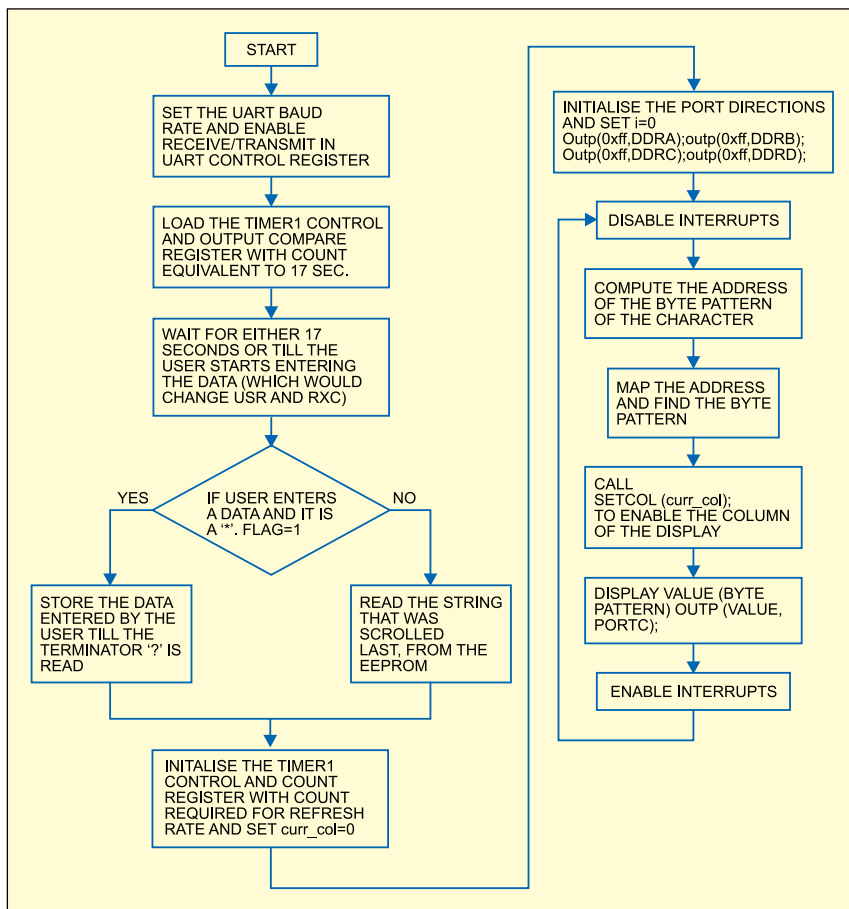 START
SET THE UART BAUD
RATE AND ENABLE
RECEIVE/TRANSMIT IN
UART CONTROL REGISTER
LOAD THE TIMER1 CONTROL
AND OUTPUT COMPARE
REGISTER WITH COUNT
EQUIVALENT TO 17 SEC.
WAIT FOR EITHER 17
SECONDS OR TILL THE
USER STARTS ENTERING
THE DATA (WHICH WOULD
CHANGE USR AND RXC)
YES
IF USER ENTERS
A DATA AND IT IS
A ‘*’. FLAG=1
NO
STORE THE DATA
ENTERED BY THE
USER TILL THE
TERMINATOR ‘?’ IS
READ
READ THE STRING
THAT WAS
SCROLLED
LAST, FROM THE
EEPROM
INITALISE THE TIMER1
CONTROL AND COUNT
REGISTER WITH COUNT
REQUIRED FOR REFRESH
RATE AND SET curr_col=0
INITIALISE THE PORT DIRECTIONS
AND SET i=0
Outp(0xff,DDRA);outp(0xff,DDRB);
Outp(0xff,DDRC);outp(0xff,DDRD);
DISABLE INTERRUPTS
COMPUTE THE ADDRESS
OF THE BYTE PATTERN
OF THE CHARACTER
MAP THE ADDRESS
AND FIND THE BYTE
PATTERN
CALL
SETCOL (curr_col);
TO ENABLE THE COLUMN
OF THE DISPLAY
DISPLAY VALUE (BYTE
PATTERN) OUTP (VALUE,
PORTC);
ENABLE INTERRUPTS